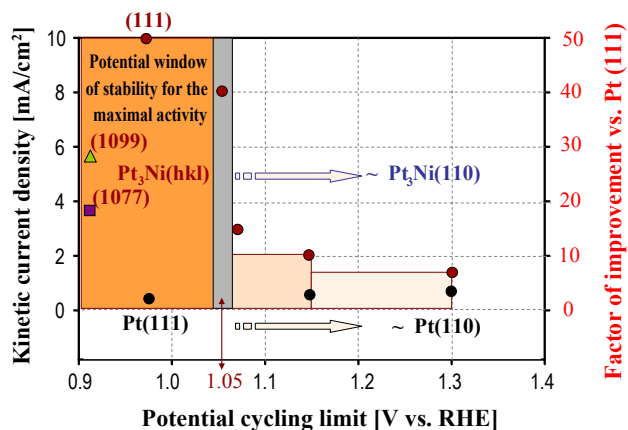 (111)
10
8
6
4
2
0
Kinetic current density [mA/cm²]
Potential window
of stability for the
maximal activity
(1099)
(1077)
Pt₃Ni(hkl)
~ Pt₃Ni(110)
Pt(111)
~ Pt(110)
50
40
30
20
10
0
Factor of improvement vs. Pt (111)
0.9 1.0 1.05 1.1 1.2 1.3 1.4
Potential cycling limit [V vs. RHE]